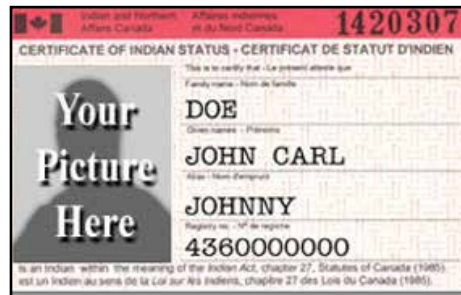 Indian and Northern Affaires indiennes
Affairs Canada et du Nord Canada
1420307
CERTIFICATE OF INDIAN STATUS - CERTIFICAT DE STATUT D'INDIEN
This is to certify that - Le présent atteste que
Family name - Nom de famille
DOE
Given names - Prénoms
JOHN CARL
Alias - Nom d'emprunt
JOHNNY
Registry no. - Nº de registre
4360000000
Your
Picture
Here
is an Indian within the meaning of the Indian Act, chapter 27, Statutes of Canada (1985).
est un Indien au sens de la Loi sur les Indiens, chapitre 27 des Lois du Canada (1985).